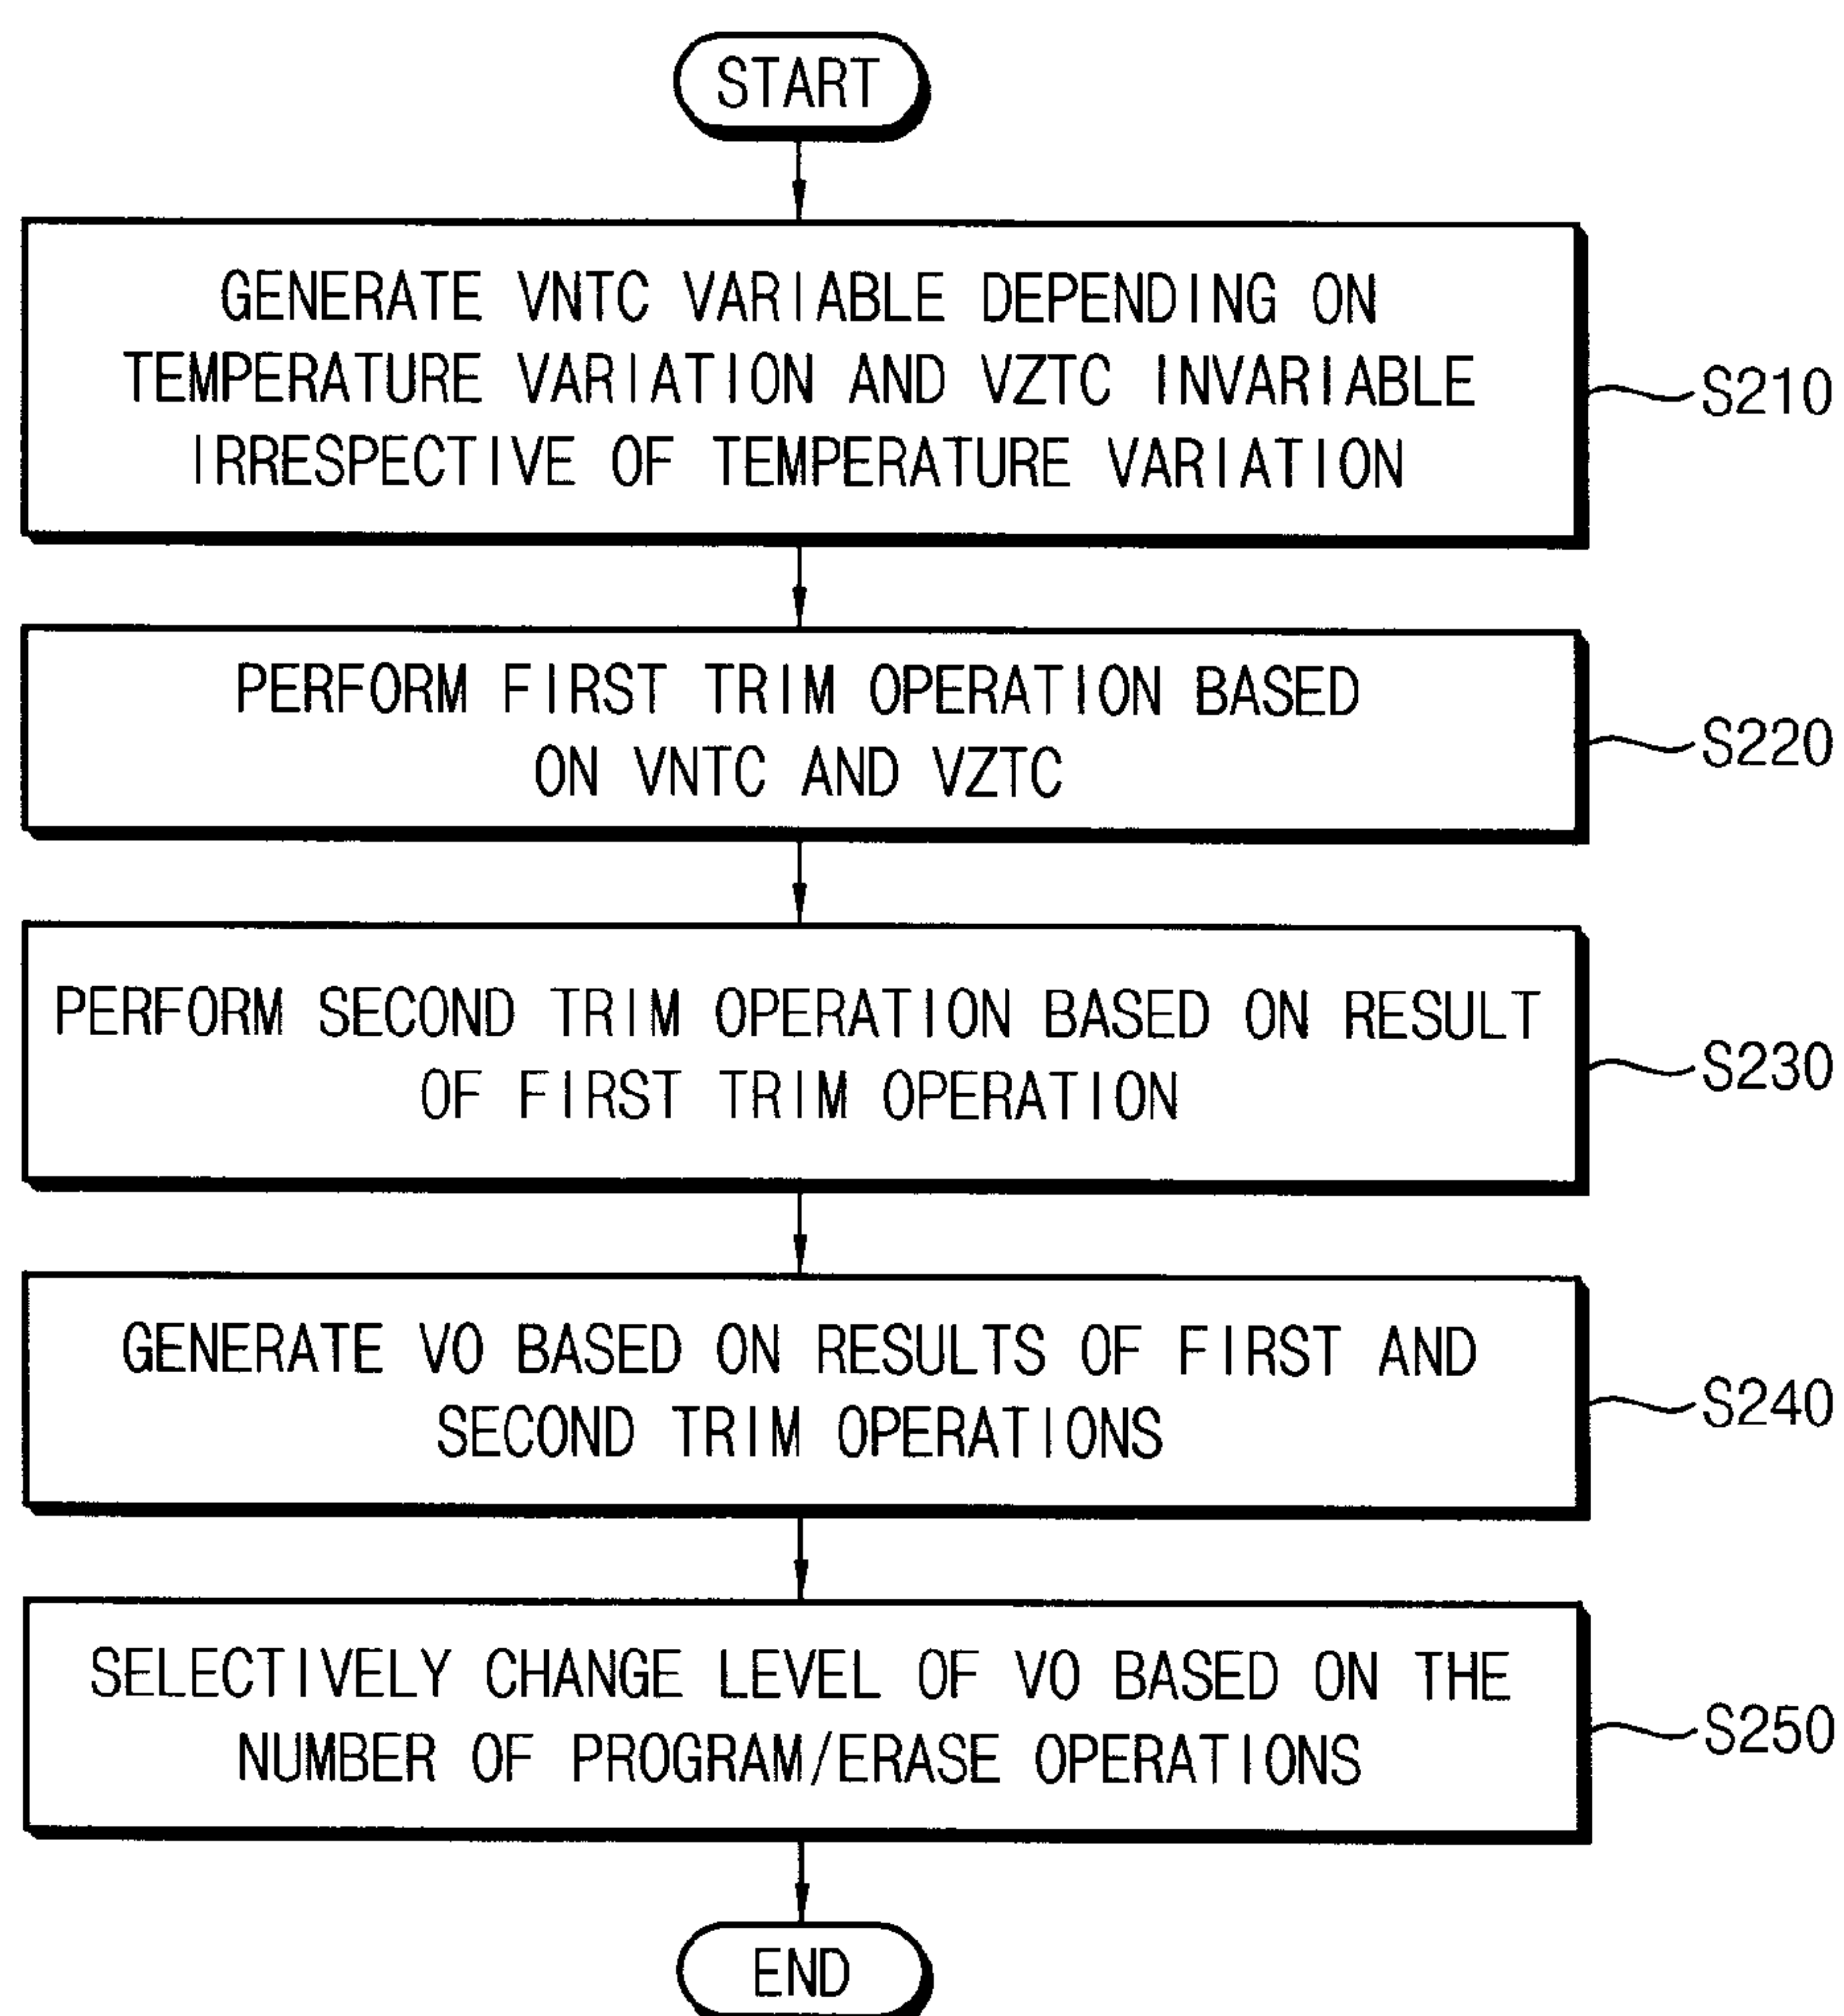 START
GENERATE VNTC VARIABLE DEPENDING ON
TEMPERATURE VARIATION AND VZTC INVARIABLE
IRRESPECTIVE OF TEMPERATURE VARIATION
S210
PERFORM FIRST TRIM OPERATION BASED
ON VNTC AND VZTC
S220
PERFORM SECOND TRIM OPERATION BASED ON RESULT
OF FIRST TRIM OPERATION
S230
GENERATE VO BASED ON RESULTS OF FIRST AND
SECOND TRIM OPERATIONS
S240
SELECTIVELY CHANGE LEVEL OF VO BASED ON THE
NUMBER OF PROGRAM/ERASE OPERATIONS
S250
END